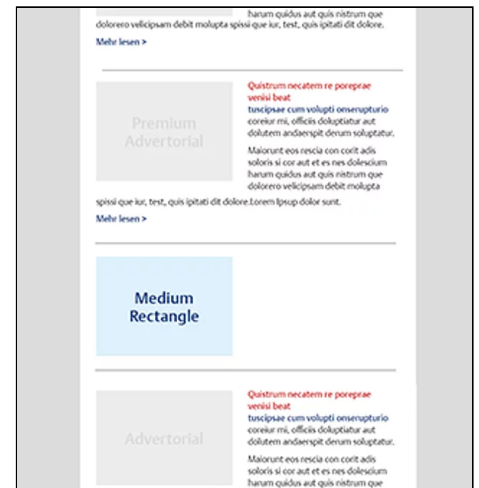 harum quidus aut quis nistrum que
dolorero velicipsam debit molupta spissi que iur, test, quis ipitati dit dolore.
Mehr lesen >
Premium
Advertorial
Quistrum necatem re poreprae
venisi beat
tuscipsae cum volupti onserupturio
coreiur mi, officiis doluptiatur aut
dolutem andaerspit derum soluptatur.
Maiorunt eos rescia con corit adis
soloris si cor aut et es nes dolescium
harum quidus aut quis nistrum que
dolorero velicipsam debit molupta
spissi que iur, test, quis ipitati dit dolore.Lorem Ipsup dolor sunt.
Mehr lesen >
Medium
Rectangle
Advertorial
Quistrum necatem re poreprae
venisi beat
tuscipsae cum volupti onserupturio
coreiur mi, officiis doluptiatur aut
dolutem andaerspit derum soluptatur.
Maiorunt eos rescia con corit adis
soloris si cor aut et es nes dolescium
harum quidus aut quis nistrum que